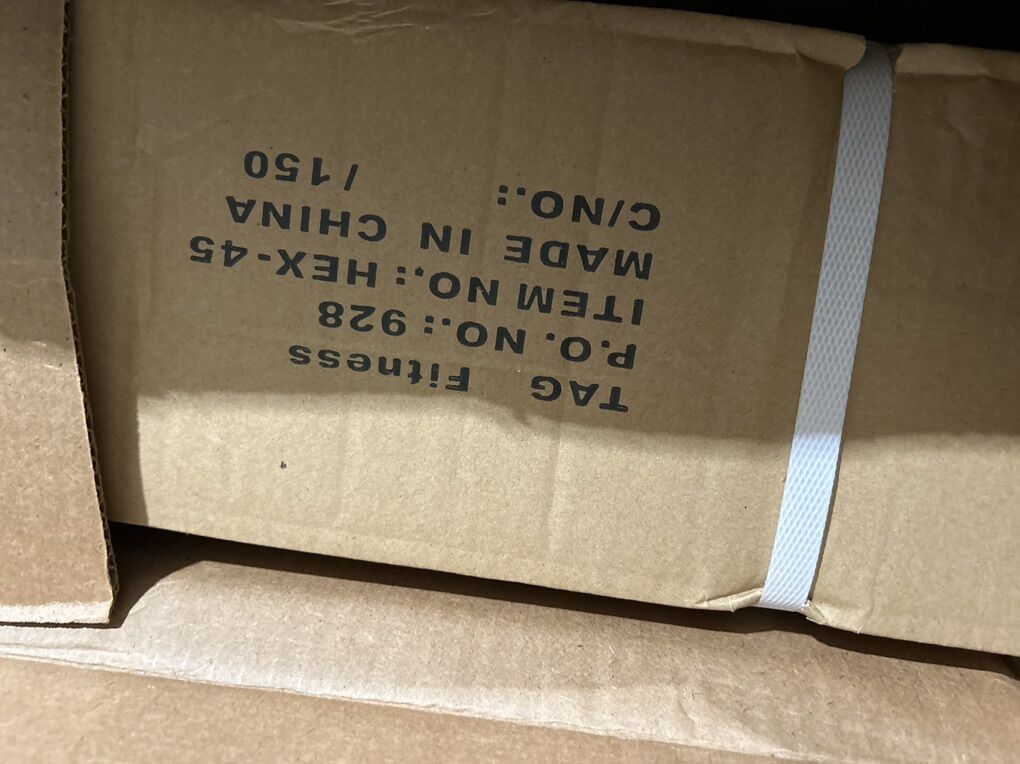 TAG Fitness
P.O. NO.: 928
ITEM NO.: HEX-45
MADE IN CHINA
C/NO.: /150